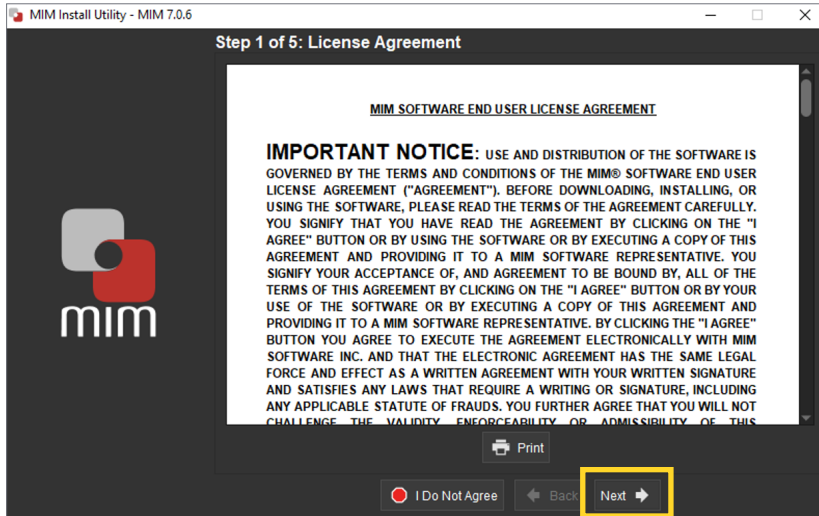 MIM Install Utility - MIM 7.0.6
Step 1 of 5: License Agreement
MIM SOFTWARE END USER LICENSE AGREEMENT
IMPORTANT NOTICE: USE AND DISTRIBUTION OF THE SOFTWARE IS
GOVERNED BY THE TERMS AND CONDITIONS OF THE MIM® SOFTWARE END USER
LICENSE AGREEMENT ("AGREEMENT"). BEFORE DOWNLOADING, INSTALLING, OR
USING THE SOFTWARE, PLEASE READ THE TERMS OF THE AGREEMENT CAREFULLY.
YOU SIGNIFY THAT YOU HAVE READ THE AGREEMENT BY CLICKING ON THE "I
AGREE" BUTTON OR BY USING THE SOFTWARE OR BY EXECUTING A COPY OF THIS
AGREEMENT AND PROVIDING IT TO A MIM SOFTWARE REPRESENTATIVE. YOU
SIGNIFY YOUR ACCEPTANCE OF, AND AGREEMENT TO BE BOUND BY, ALL OF THE
TERMS OF THIS AGREEMENT BY CLICKING ON THE "I AGREE" BUTTON OR BY YOUR
USE OF THE SOFTWARE OR BY EXECUTING A COPY OF THIS AGREEMENT AND
PROVIDING IT TO A MIM SOFTWARE REPRESENTATIVE. BY CLICKING THE "I AGREE"
BUTTON YOU AGREE TO EXECUTE THE AGREEMENT ELECTRONICALLY WITH MIM
SOFTWARE INC. AND THAT THE ELECTRONIC AGREEMENT HAS THE SAME LEGAL
FORCE AND EFFECT AS A WRITTEN AGREEMENT WITH YOUR WRITTEN SIGNATURE
AND SATISFIES ANY LAWS THAT REQUIRE A WRITING OR SIGNATURE, INCLUDING
ANY APPLICABLE STATUTE OF FRAUDS. YOU FURTHER AGREE THAT YOU WILL NOT
CHALLENGE THE VALIDITY, ENFORCEABILITY OR ADMISSIBILITY OF THIS
mim
Print
I Do Not Agree
Back
Next